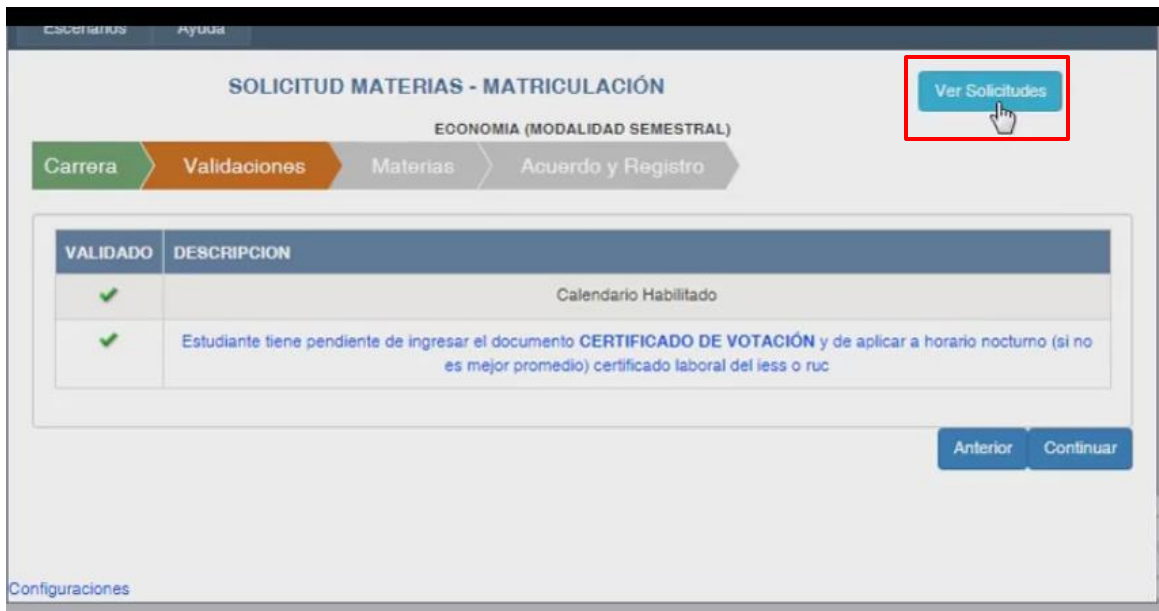 Escenarios Ayuda
SOLICITUD MATERIAS - MATRICULACIÓN
Ver Solicitudes
ECONOMIA (MODALIDAD SEMESTRAL)
Carrera Validaciones Materias Acuerdo y Registro
VALIDADO DESCRIPCION
Calendario Habilitado
Estudiante tiene pendiente de ingresar el documento CERTIFICADO DE VOTACIÓN y de aplicar a horario nocturno (si no
es mejor promedio) certificado laboral del iess o ruc
Anterior Continuar
Configuraciones